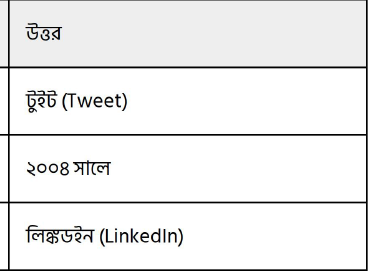 উত্তর
টুইট (Tweet)
২০০৪ সালে
লিঙ্কডইন (LinkedIn)